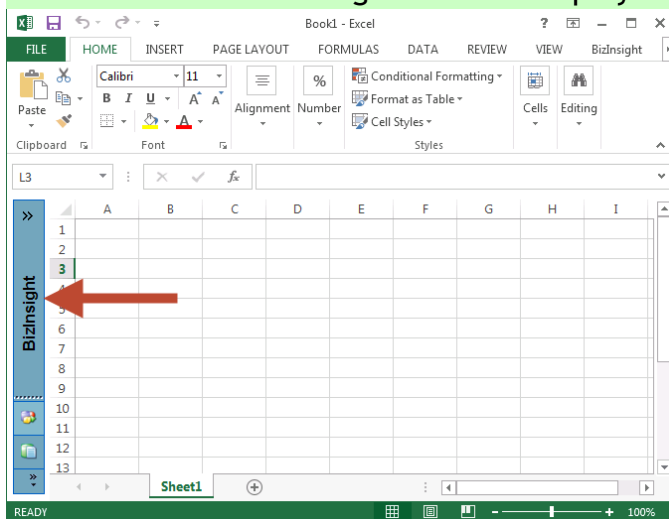 Book1 - Excel
?
FILE HOME INSERT PAGE LAYOUT FORMULAS DATA REVIEW VIEW BizInsight
Calibri 11
Conditional Formatting
B I U A A
Format as Table
Paste Alignment Number Cells Editing
A
Cell Styles
Clipboard Font Styles
L3 fx
» A B C D E F G H I
1
2
3
5
6
7
8
9
10
11
12
13
BizInsight
Sheet1
READY 100%